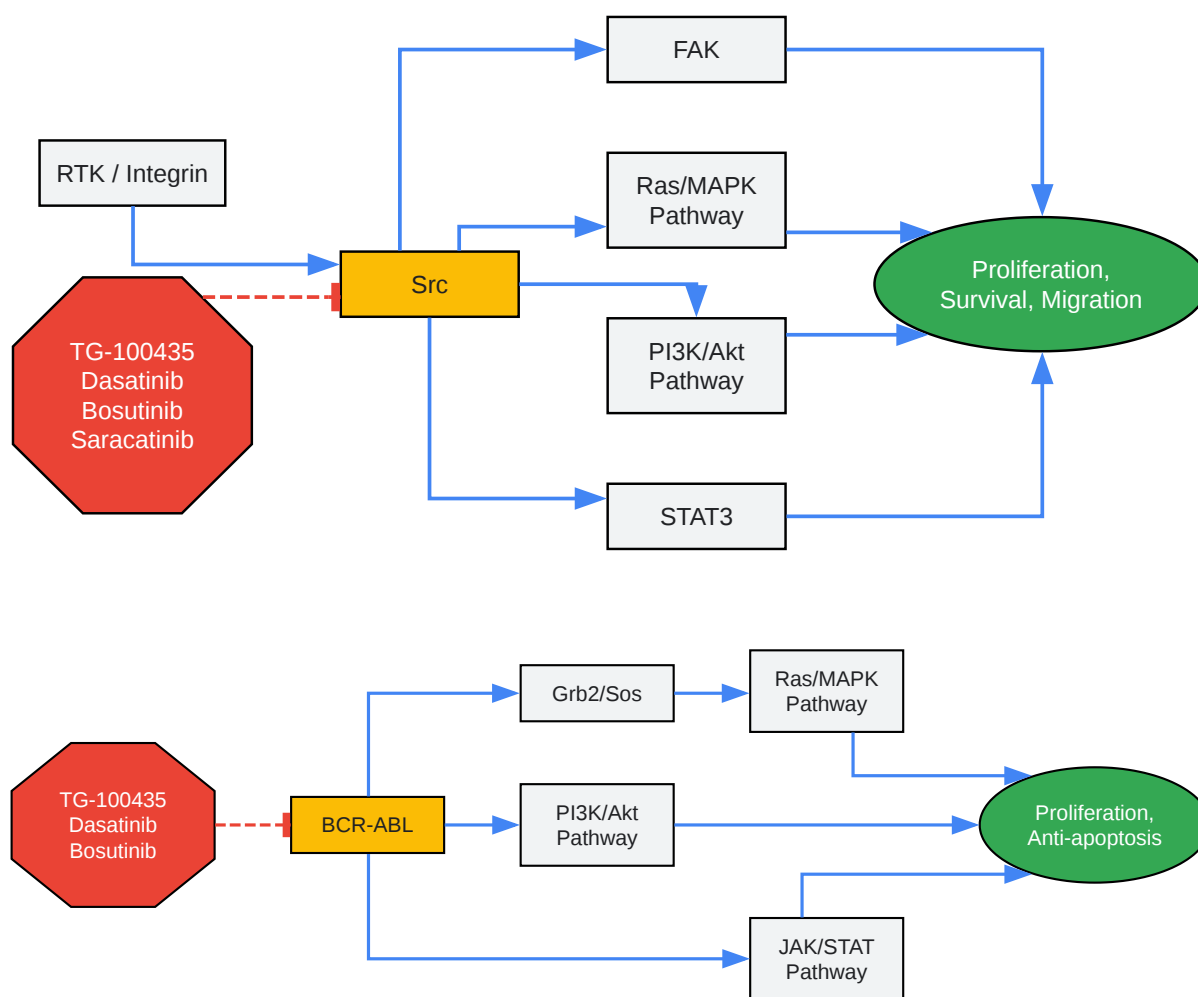 FAK
RTK / Integrin
Ras/MAPK
Pathway
Src
Proliferation,
Survival, Migration
TG-100435
Dasatinib
Bosutinib
Saracatinib
PI3K/Akt
Pathway
STAT3
Grb2/Sos
Ras/MAPK
Pathway
TG-100435
Dasatinib
Bosutinib
BCR-ABL
PI3K/Akt
Pathway
Proliferation,
Anti-apoptosis
JAK/STAT
Pathway